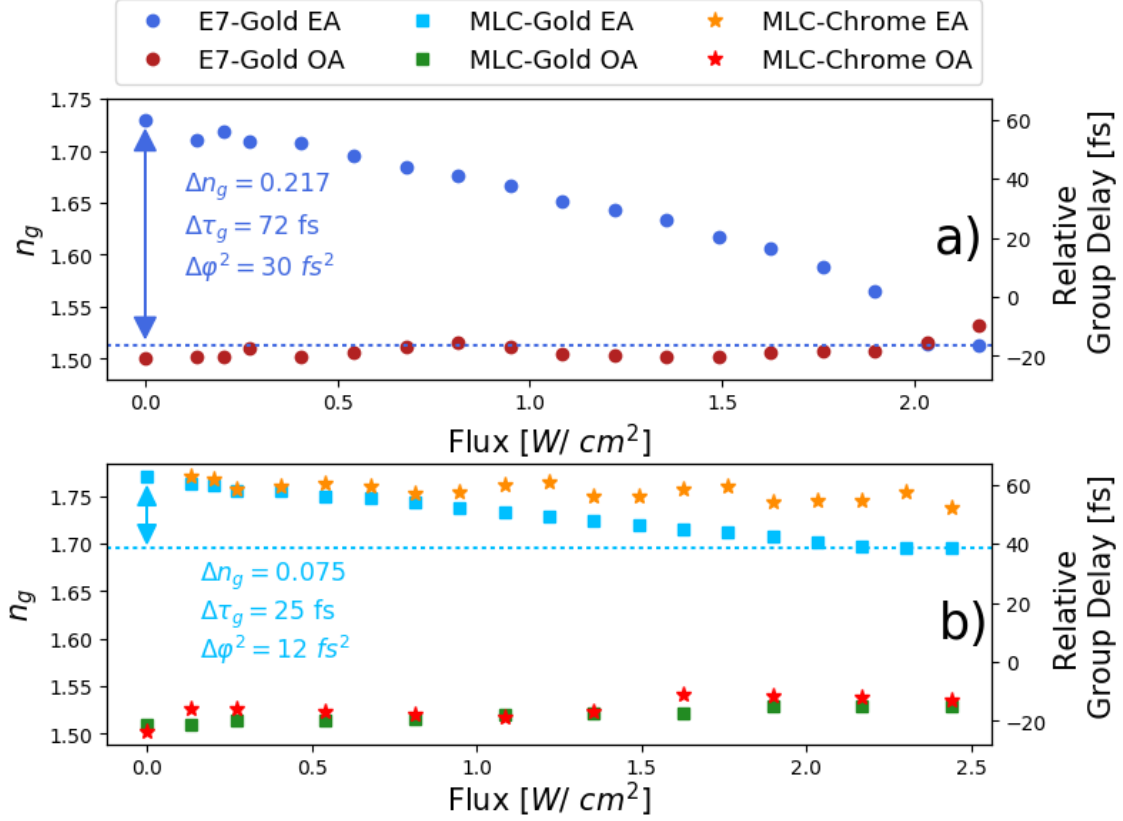 E7-Gold EA MLC-Gold EA MLC-Chrome EA
E7-Gold OA MLC-Gold OA MLC-Chrome OA
1.75
1.70
1.65
1.60
1.55
1.50
n_g
Δn_g = 0.217
Δτ_g = 72 fs
Δφ² = 30 fs²
a)
60
40
20
0
−20
Relative
Group Delay [fs]
0.0 0.5 1.0 1.5 2.0
Flux [W/ cm²]
1.75
1.70
1.65
1.60
1.55
1.50
n_g
Δn_g = 0.075
Δτ_g = 25 fs
Δφ² = 12 fs²
b)
60
40
20
0
−20
Relative
Group Delay [fs]
0.0 0.5 1.0 1.5 2.0 2.5
Flux [W/ cm²]